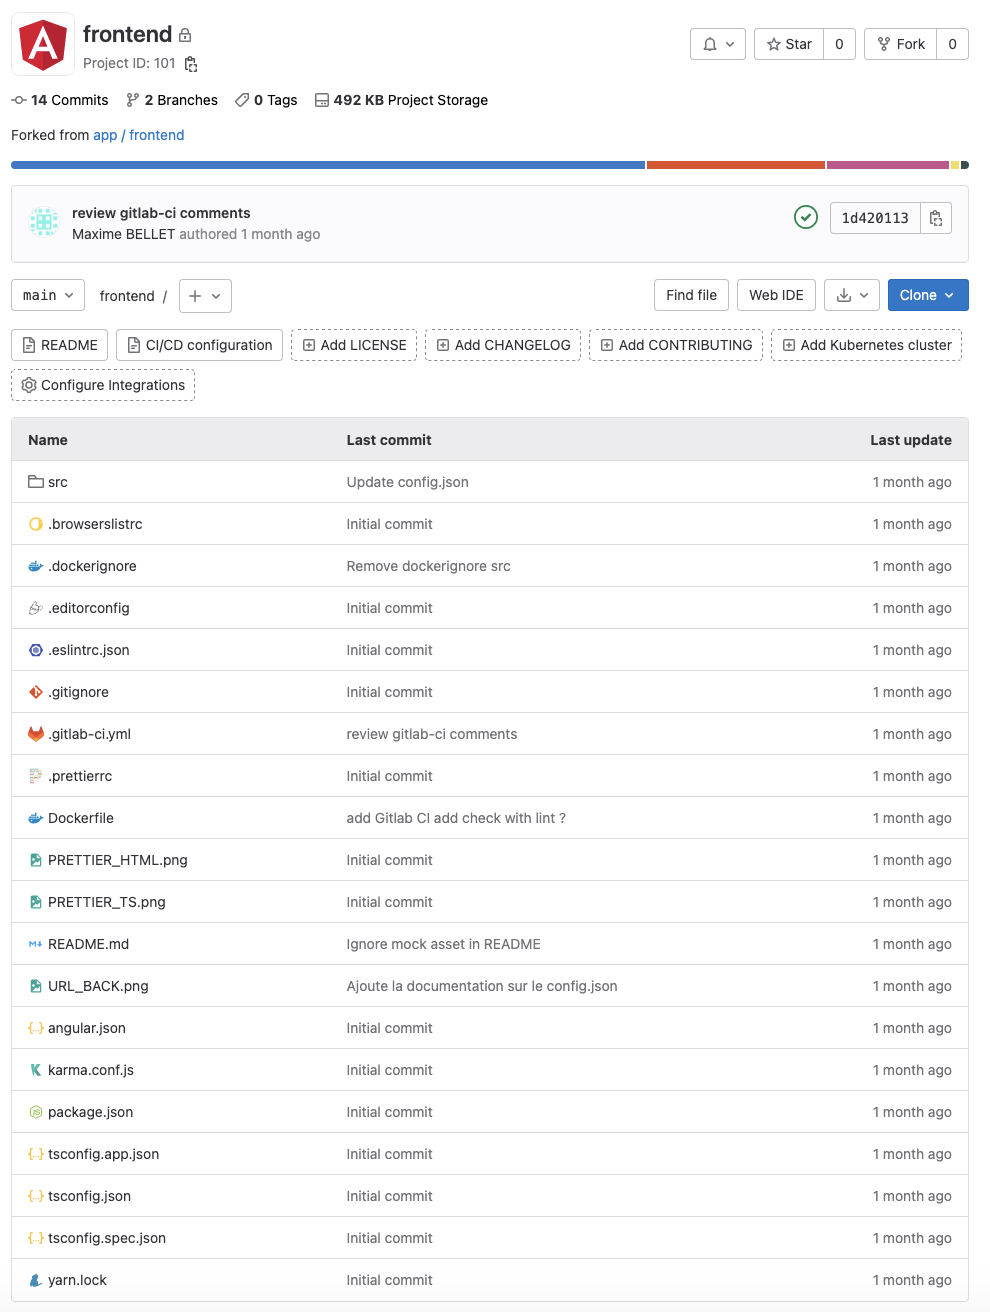 frontend
Project ID: 101
Star 0
Fork 0
14 Commits 2 Branches 0 Tags 492 KB Project Storage
Forked from app / frontend
review gitlab-ci comments
Maxime BELLET authored 1 month ago
1d420113
main frontend / + Find file Web IDE Clone
README CI/CD configuration Add LICENSE Add CHANGELOG Add CONTRIBUTING Add Kubernetes cluster
Configure Integrations
Name Last commit Last update
src Update config.json 1 month ago
.browserslistrc Initial commit 1 month ago
.dockerignore Remove dockerignore src 1 month ago
.editorconfig Initial commit 1 month ago
.eslintrc.json Initial commit 1 month ago
.gitignore Initial commit 1 month ago
.gitlab-ci.yml review gitlab-ci comments 1 month ago
.prettierrc Initial commit 1 month ago
Dockerfile add Gitlab CI add check with lint ? 1 month ago
PRETTIER_HTML.png Initial commit 1 month ago
PRETTIER_TS.png Initial commit 1 month ago
README.md Ignore mock asset in README 1 month ago
URL_BACK.png Ajoute la documentation sur le config.json 1 month ago
angular.json Initial commit 1 month ago
karma.conf.js Initial commit 1 month ago
package.json Initial commit 1 month ago
tsconfig.app.json Initial commit 1 month ago
tsconfig.json Initial commit 1 month ago
tsconfig.spec.json Initial commit 1 month ago
yarn.lock Initial commit 1 month ago